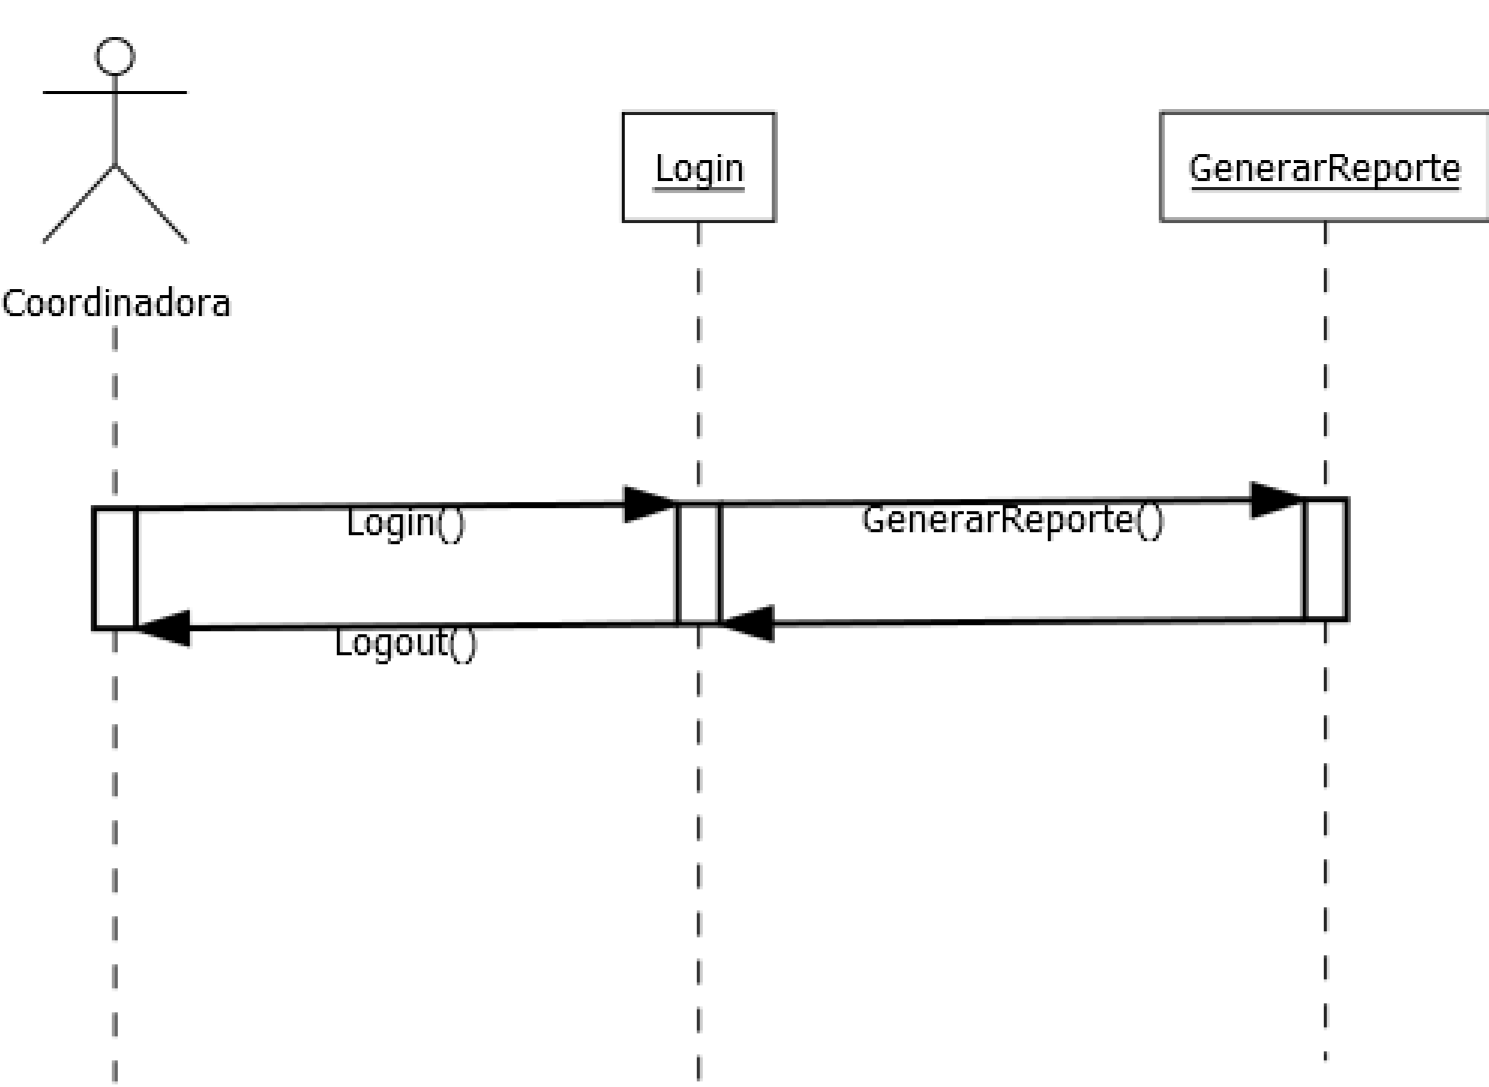 Login
GenerarReporte
Coordinadora
Login()
GenerarReporte()
Logout()